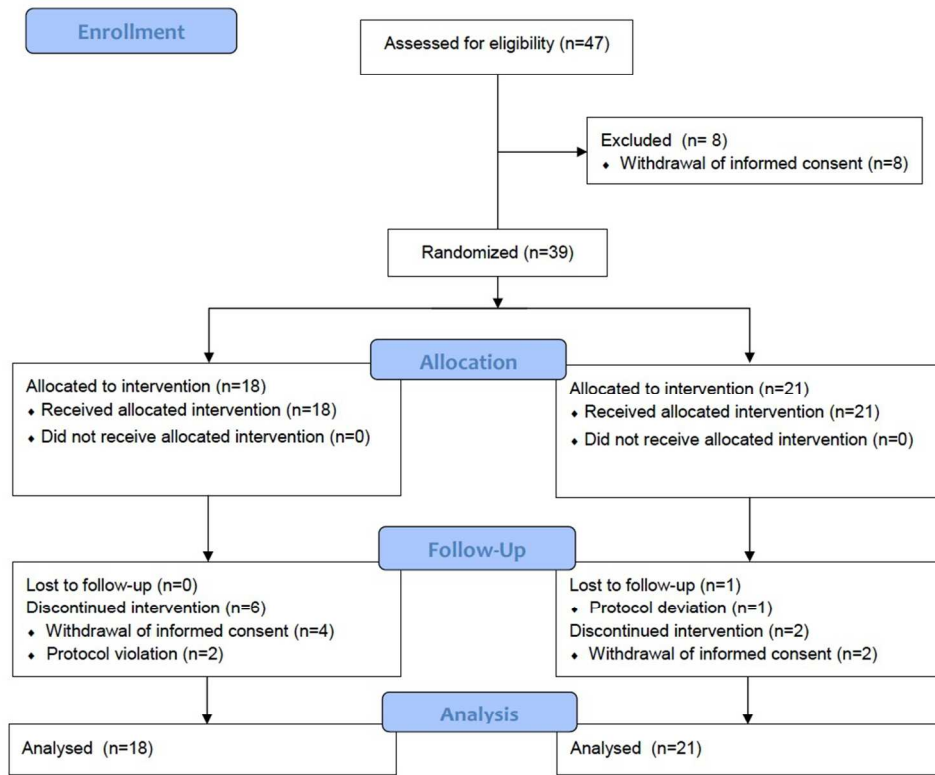 Enrollment
Assessed for eligibility (n=47)
Excluded (n= 8)
⬧ Withdrawal of informed consent (n=8)
Randomized (n=39)
Allocation
Allocated to intervention (n=18)
⬧ Received allocated intervention (n=18)
⬧ Did not receive allocated intervention (n=0)
Allocated to intervention (n=21)
⬧ Received allocated intervention (n=21)
⬧ Did not receive allocated intervention (n=0)
Follow-Up
Lost to follow-up (n=0)
Discontinued intervention (n=6)
⬧ Withdrawal of informed consent (n=4)
⬧ Protocol violation (n=2)
Lost to follow-up (n=1)
⬧ Protocol deviation (n=1)
Discontinued intervention (n=2)
⬧ Withdrawal of informed consent (n=2)
Analysis
Analysed (n=18)
Analysed (n=21)